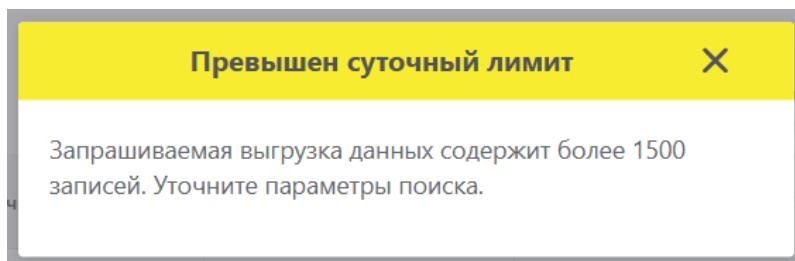 Превышен суточный лимит
Запрашиваемая выгрузка данных содержит более 1500
записей. Уточните параметры поиска.
ч